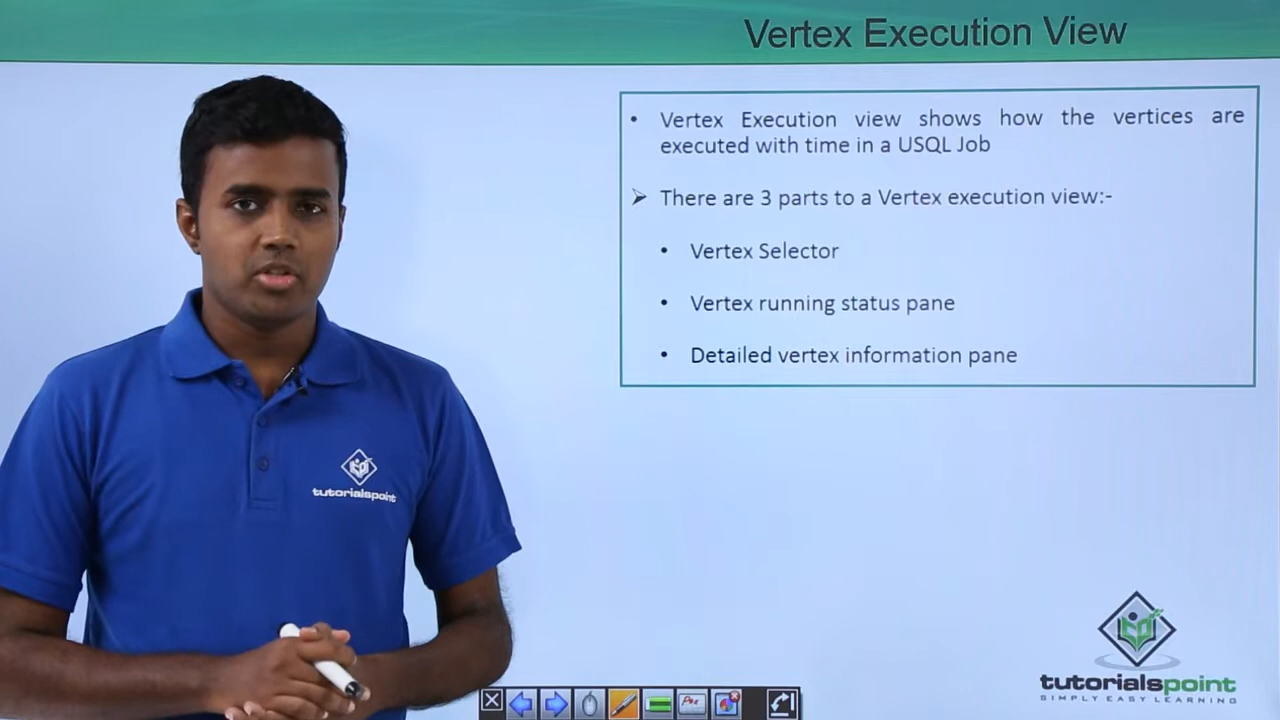 Vertex Execution View
• Vertex Execution view shows how the vertices are
executed with time in a USQL Job
➢ There are 3 parts to a Vertex execution view:-
• Vertex Selector
• Vertex running status pane
• Detailed vertex information pane
tutorialspoint
tutorialspoint
SIMPLY EASY LEARNING